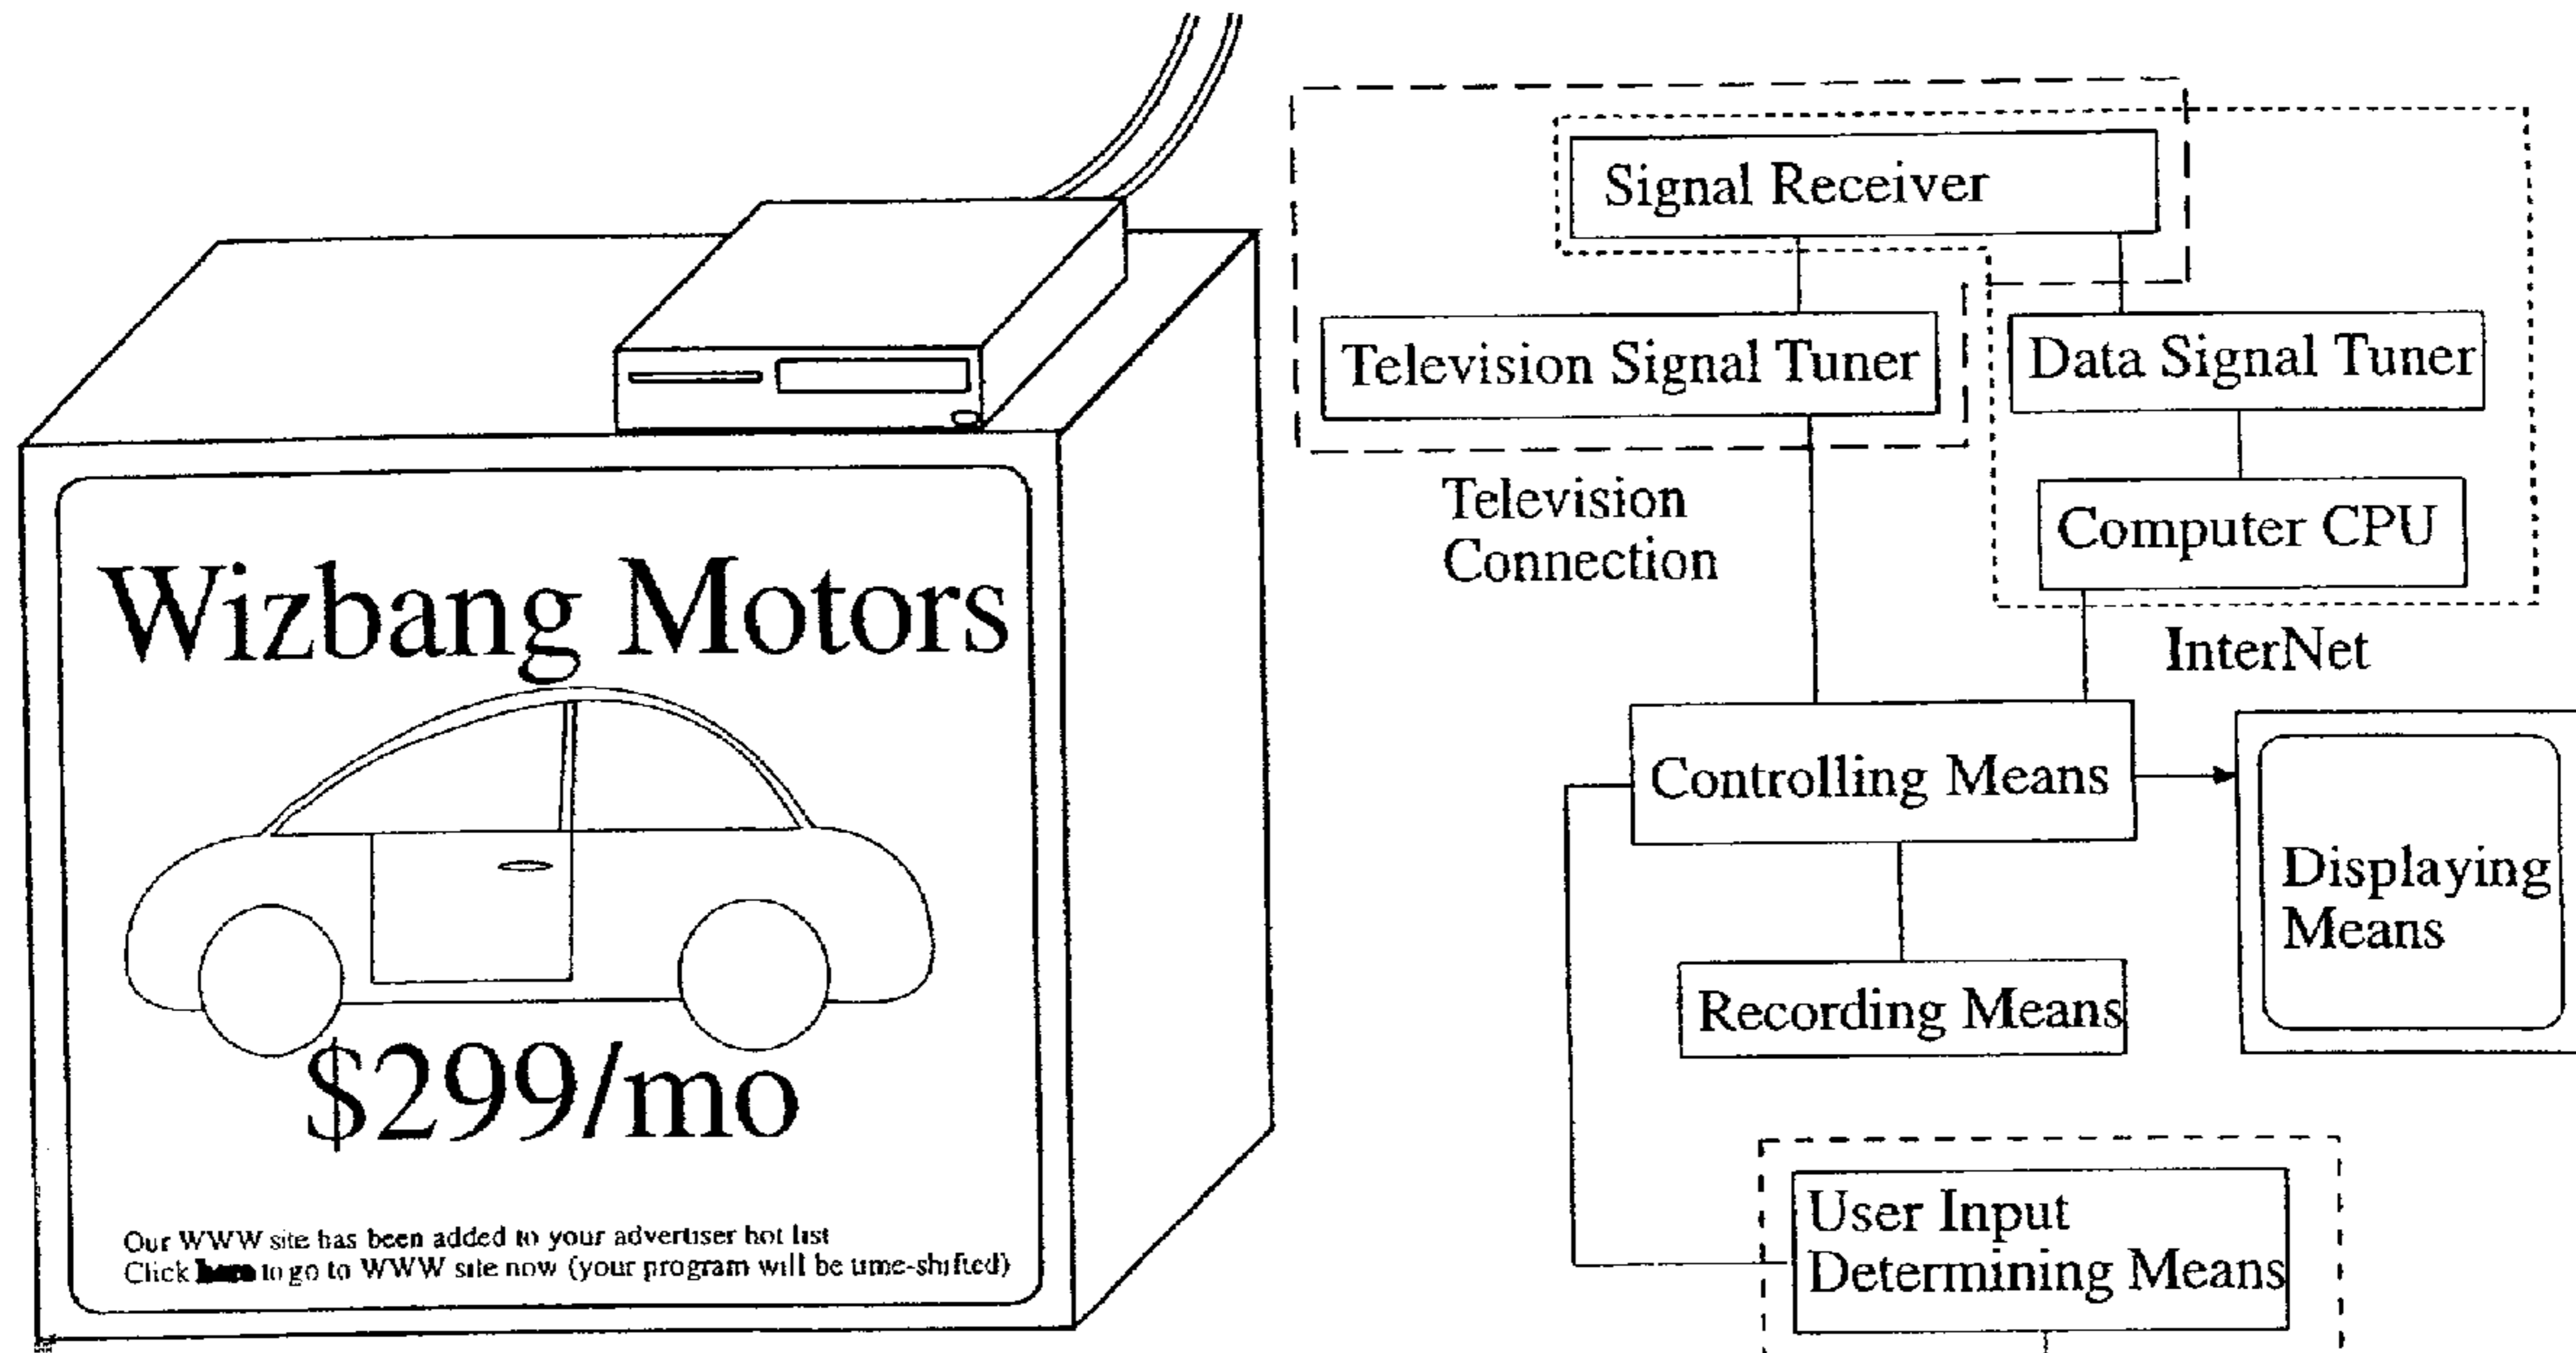 Wizbang Motors
$299/mo
Our WWW site has been added to your advertiser hot list
Click here to go to WWW site now (your program will be time-shifted)
Signal Receiver
Television Signal Tuner
Data Signal Tuner
Television
Connection
Computer CPU
InterNet
Controlling Means
Displaying
Means
Recording Means
User Input
Determining Means